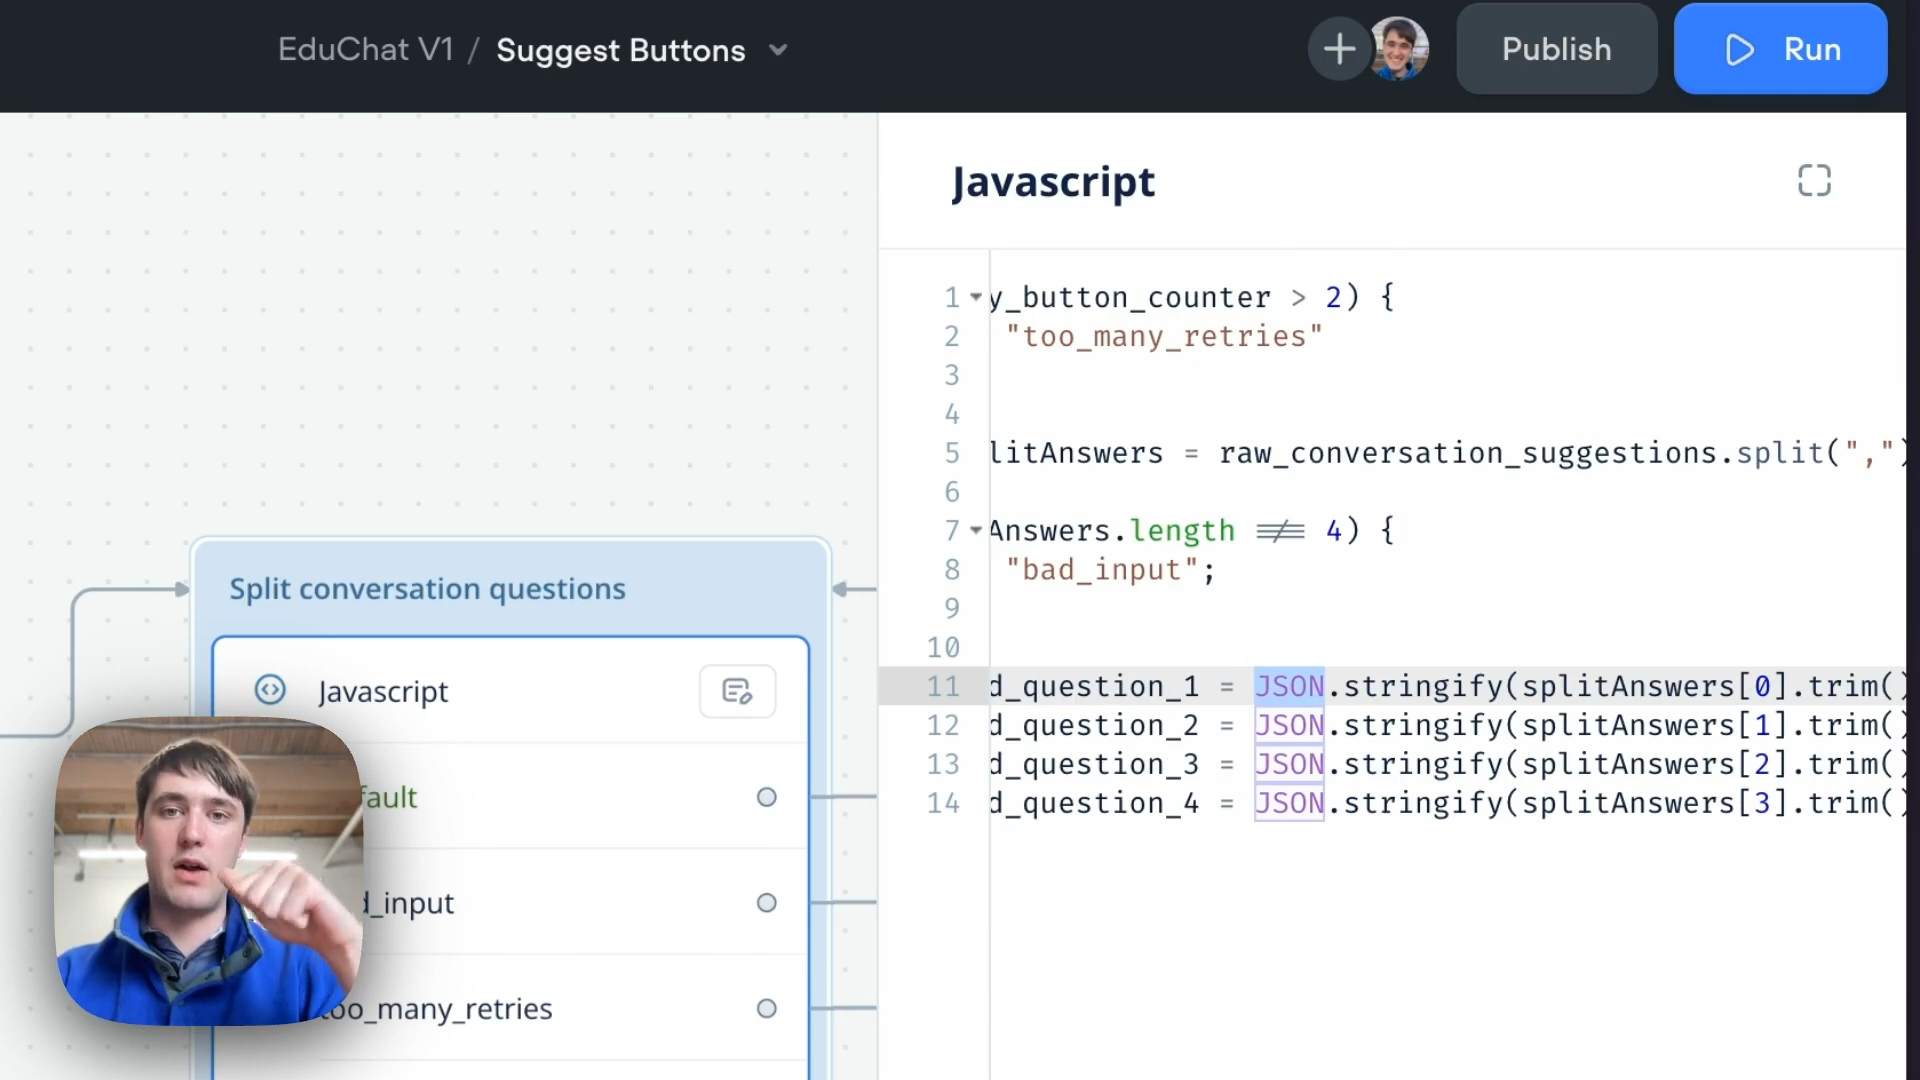 EduChat V1 / Suggest Buttons
Publish
Run
Javascript
1 y_button_counter > 2) {
2 "too_many_retries"
3
4
5 litAnswers = raw_conversation_suggestions.split(",")
6
7 Answers.length !== 4) {
8 "bad_input";
9
10
11 d_question_1 = JSON.stringify(splitAnswers[0].trim()
12 d_question_2 = JSON.stringify(splitAnswers[1].trim()
13 d_question_3 = JSON.stringify(splitAnswers[2].trim()
14 d_question_4 = JSON.stringify(splitAnswers[3].trim()
Split conversation questions
Javascript
fault
d_input
too_many_retries